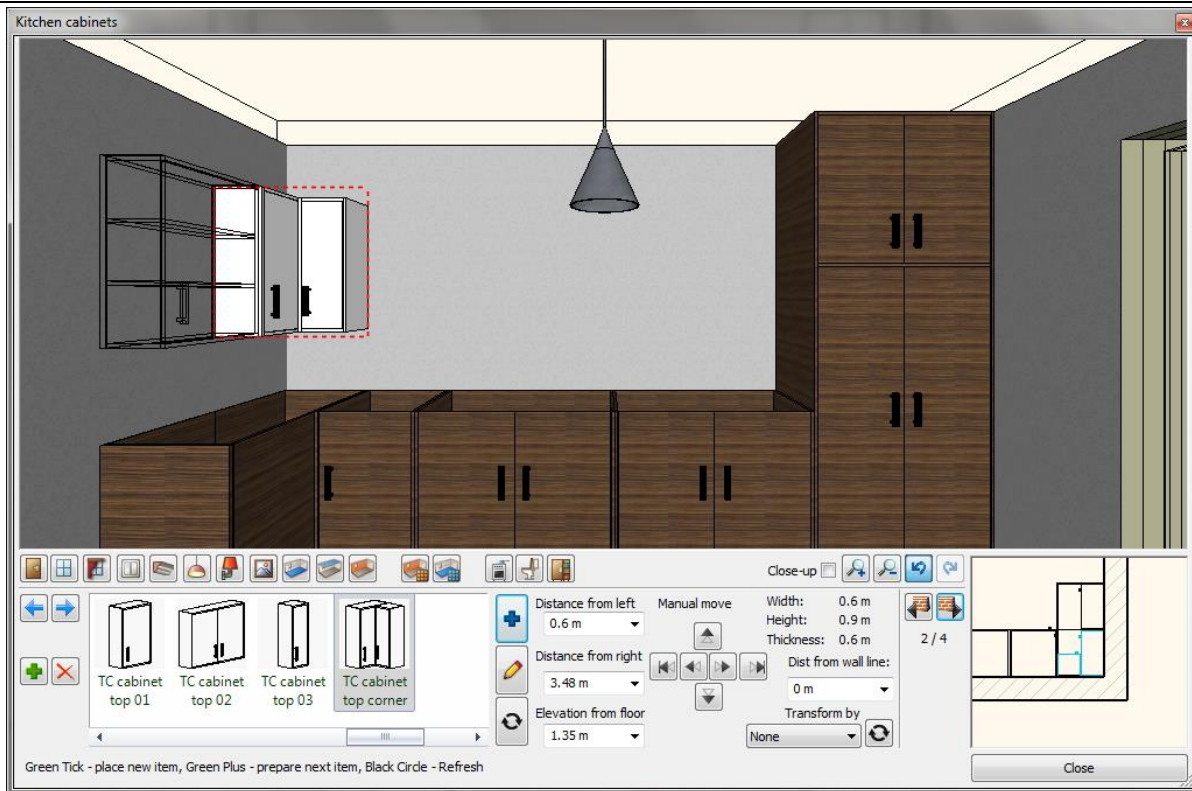 Kitchen cabinets
Close-up
Distance from left
0.6 m
Manual move
Width: 0.6 m
Height: 0.9 m
Thickness: 0.6 m
2 / 4
Distance from right
3.48 m
Dist from wall line:
0 m
Elevation from floor
1.35 m
Transform by
None
TC cabinet top 01
TC cabinet top 02
TC cabinet top 03
TC cabinet top corner
Green Tick - place new item, Green Plus - prepare next item, Black Circle - Refresh
Close